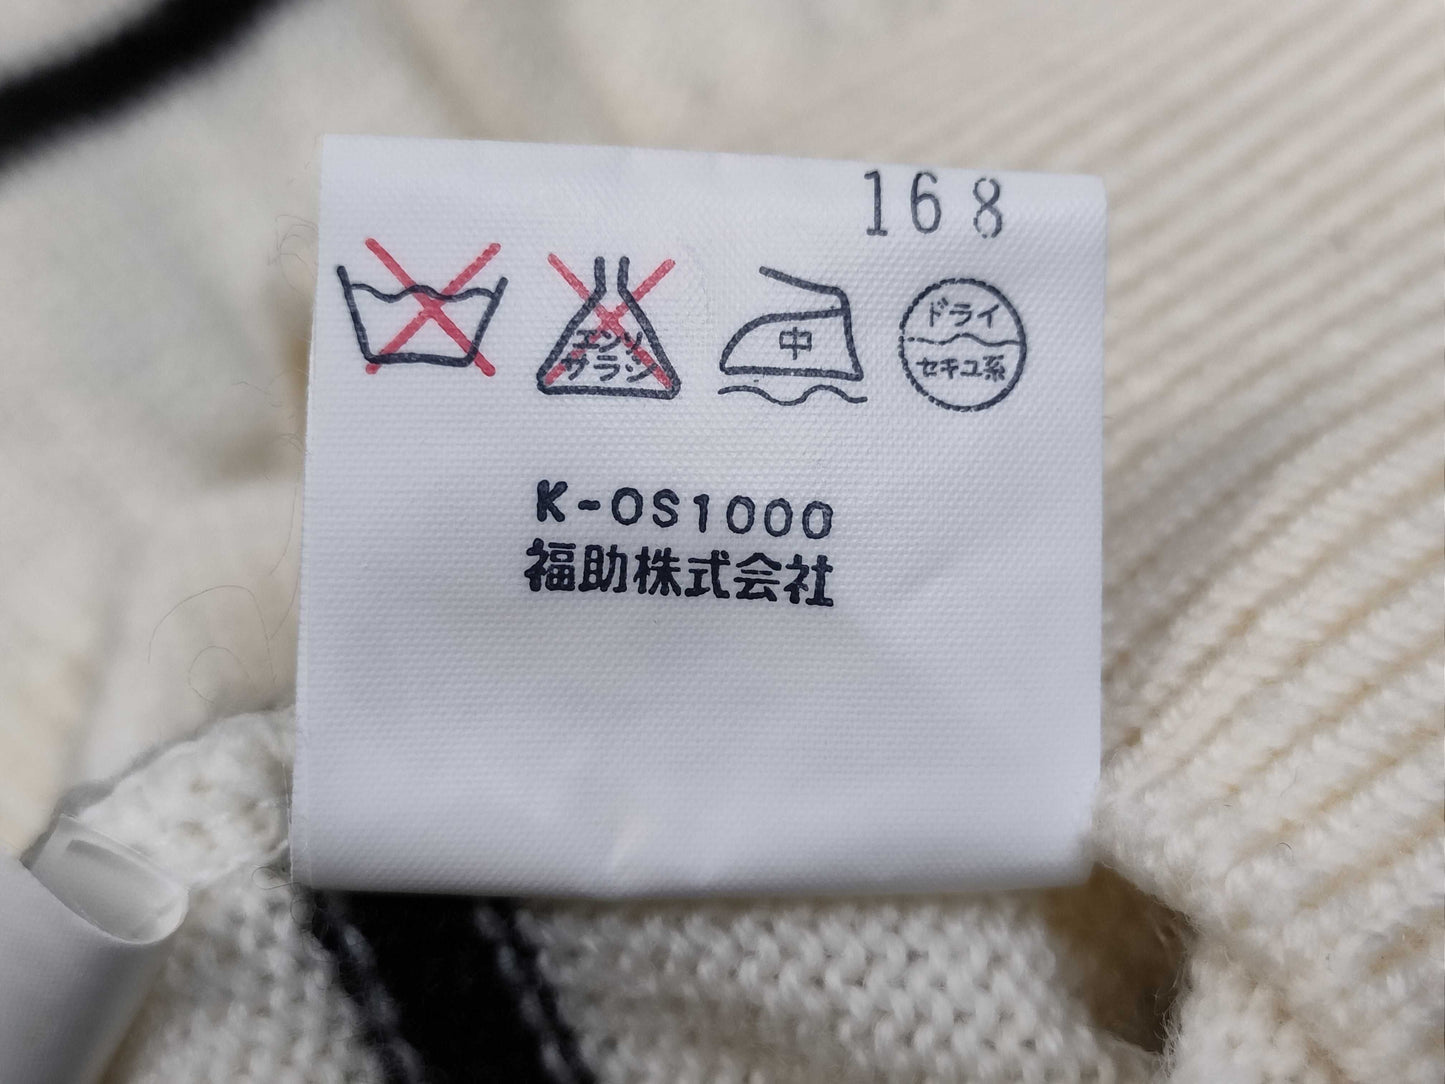 168
エンソ
サラシ
中
ドライ
セキユ系
K-OS1000
福助株式会社